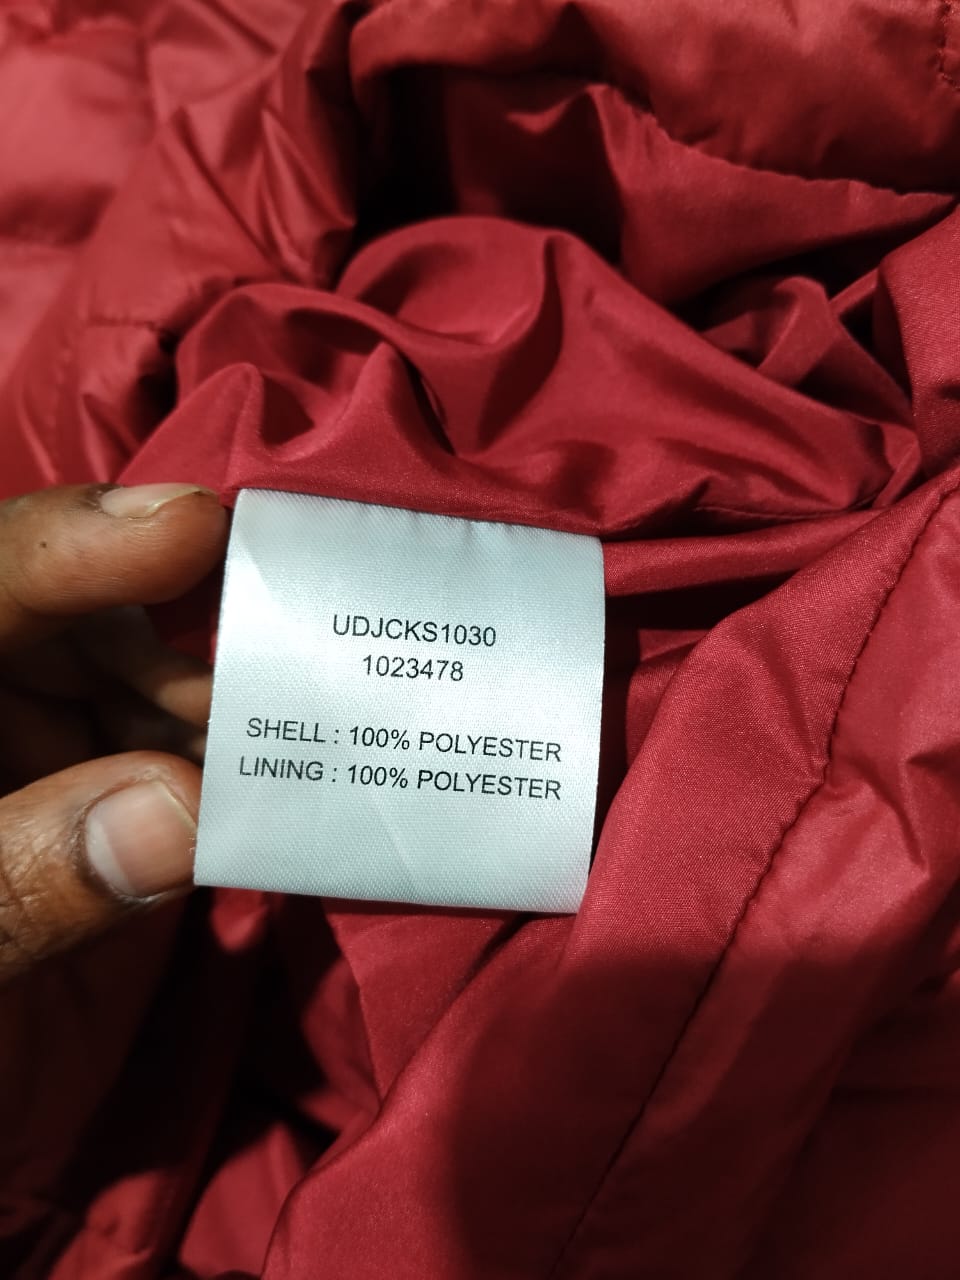 UDJCKS1030
1023478
SHELL : 100% POLYESTER
LINING : 100% POLYESTER